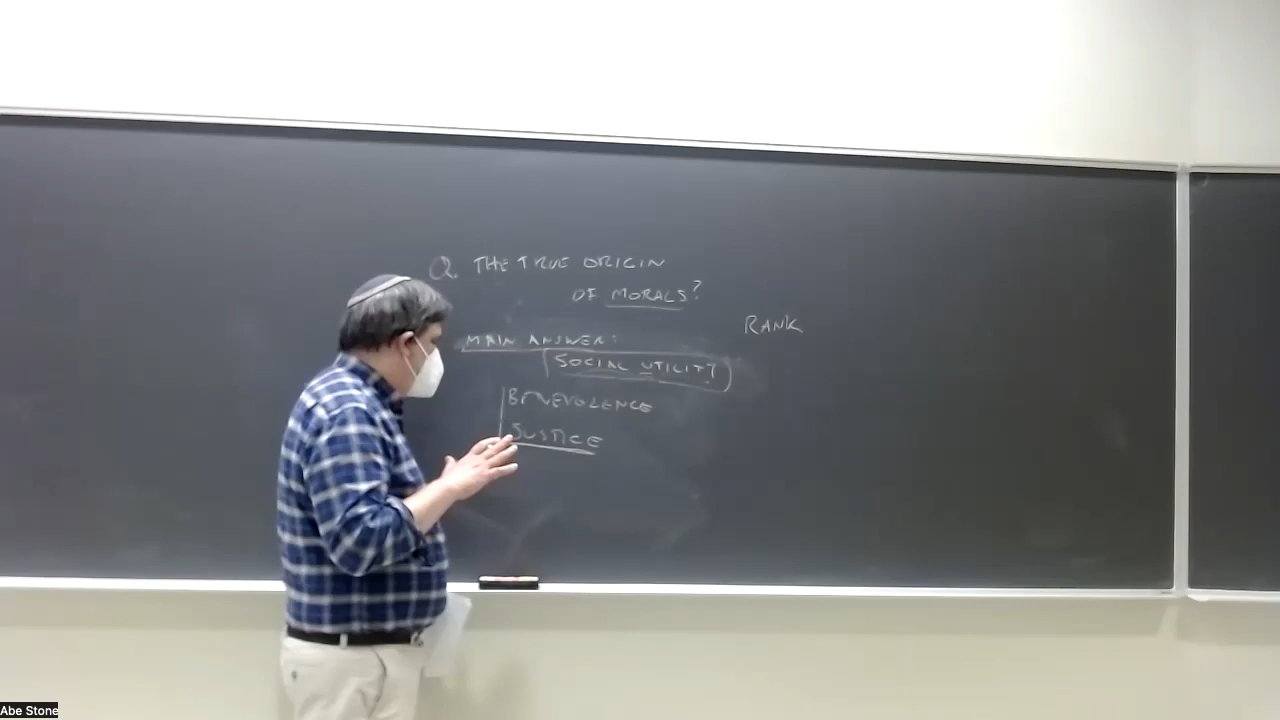 Q. THE TRUE ORIGIN
OF MORALS?
RANK
MAIN ANSWER:
SOCIAL UTILITY
BENEVOLENCE
JUSTICE
Abe Stone